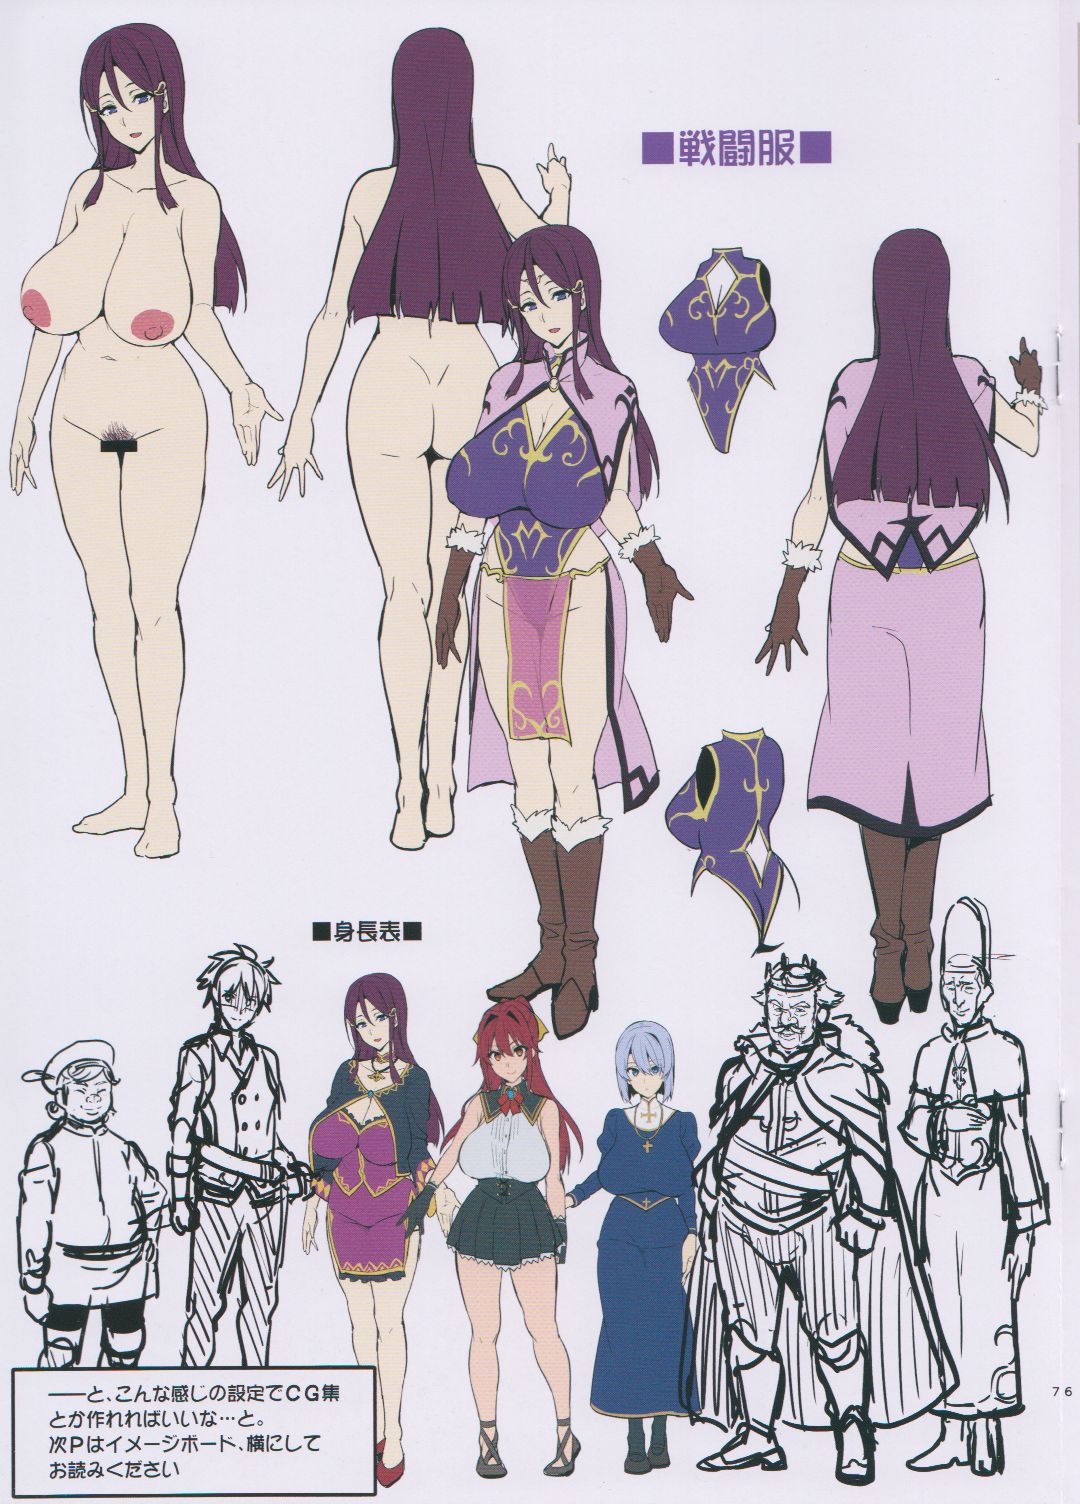 ■戦闘服■
■身長表■
――と、こんな感じの設定でCG集
とか作れればいいな…と。
次Pはイメージボード、横にして
お読みください
76